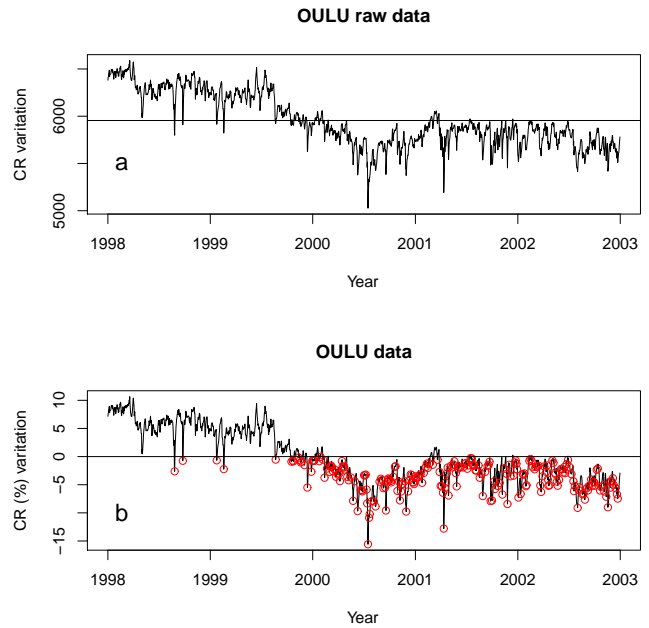 OULU raw data
CR varitation
6000
5000
a
1998 1999 2000 2001 2002 2003
Year
OULU data
CR (%) varitation
10
5
0
−5
−15
b
1998 1999 2000 2001 2002 2003
Year